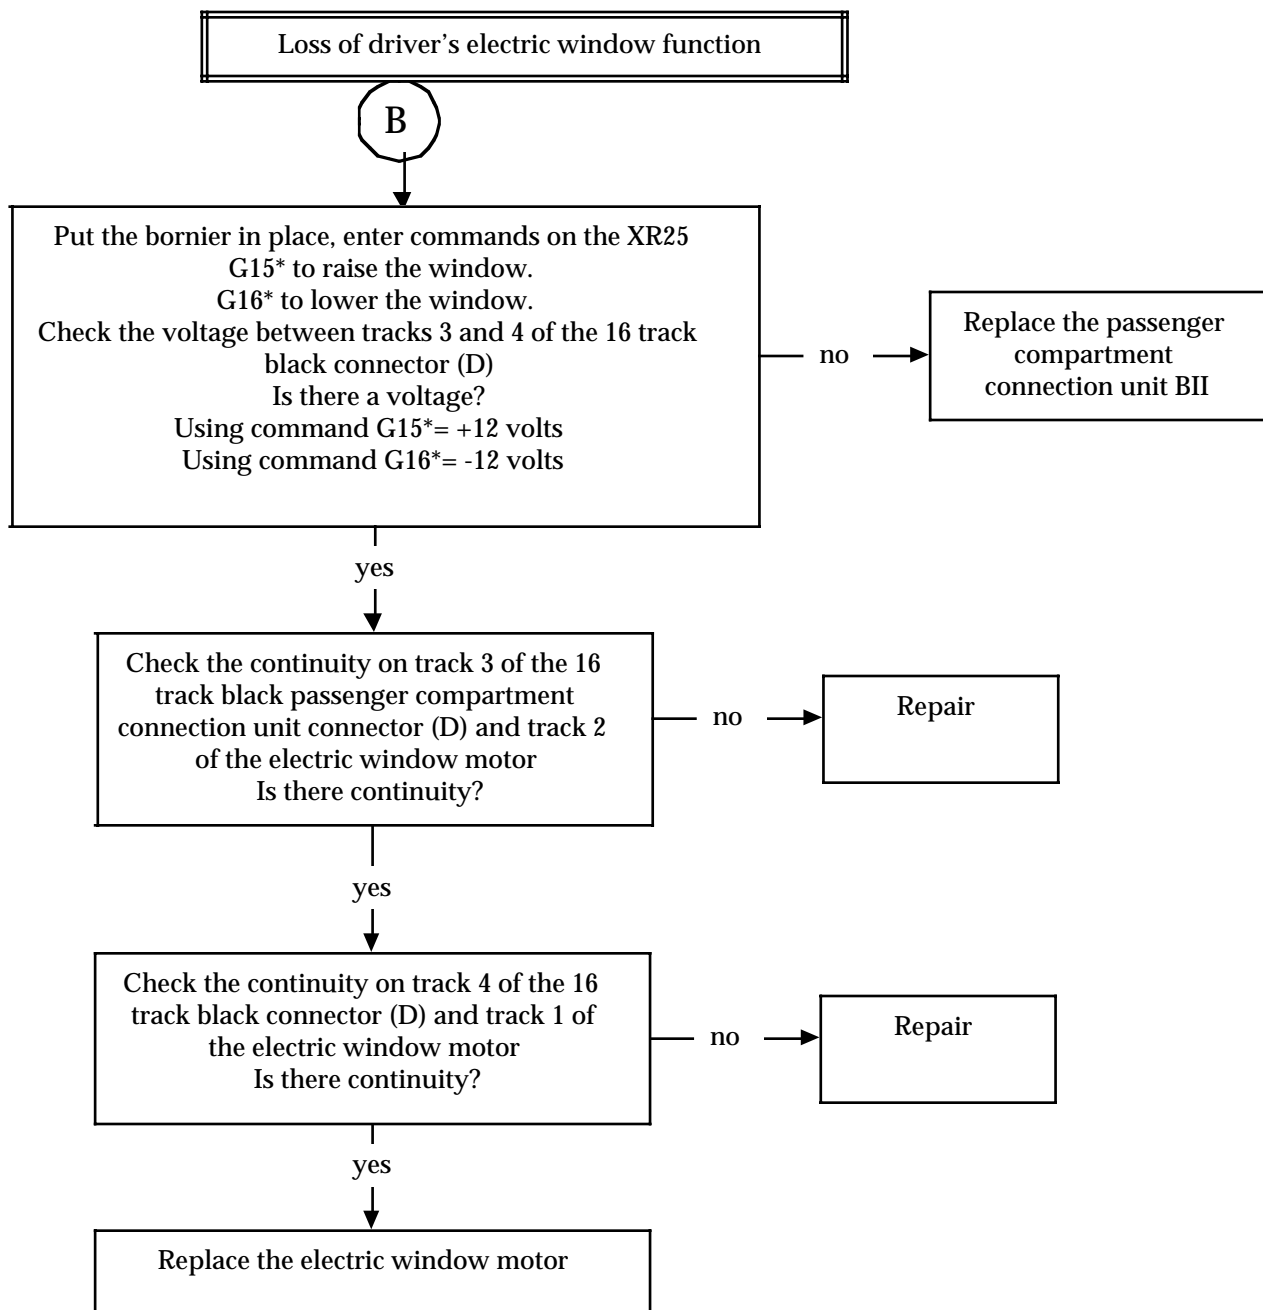 Loss of driver's electric window function
B
Put the bornier in place, enter commands on the XR25
G15* to raise the window.
G16* to lower the window.
Check the voltage between tracks 3 and 4 of the 16 track
black connector (D)
Is there a voltage?
Using command G15*= +12 volts
Using command G16*= -12 volts
no
Replace the passenger
compartment
connection unit BII
yes
Check the continuity on track 3 of the 16
track black passenger compartment
connection unit connector (D) and track 2
of the electric window motor
Is there continuity?
no
Repair
yes
Check the continuity on track 4 of the 16
track black connector (D) and track 1 of
the electric window motor
Is there continuity?
no
Repair
yes
Replace the electric window motor